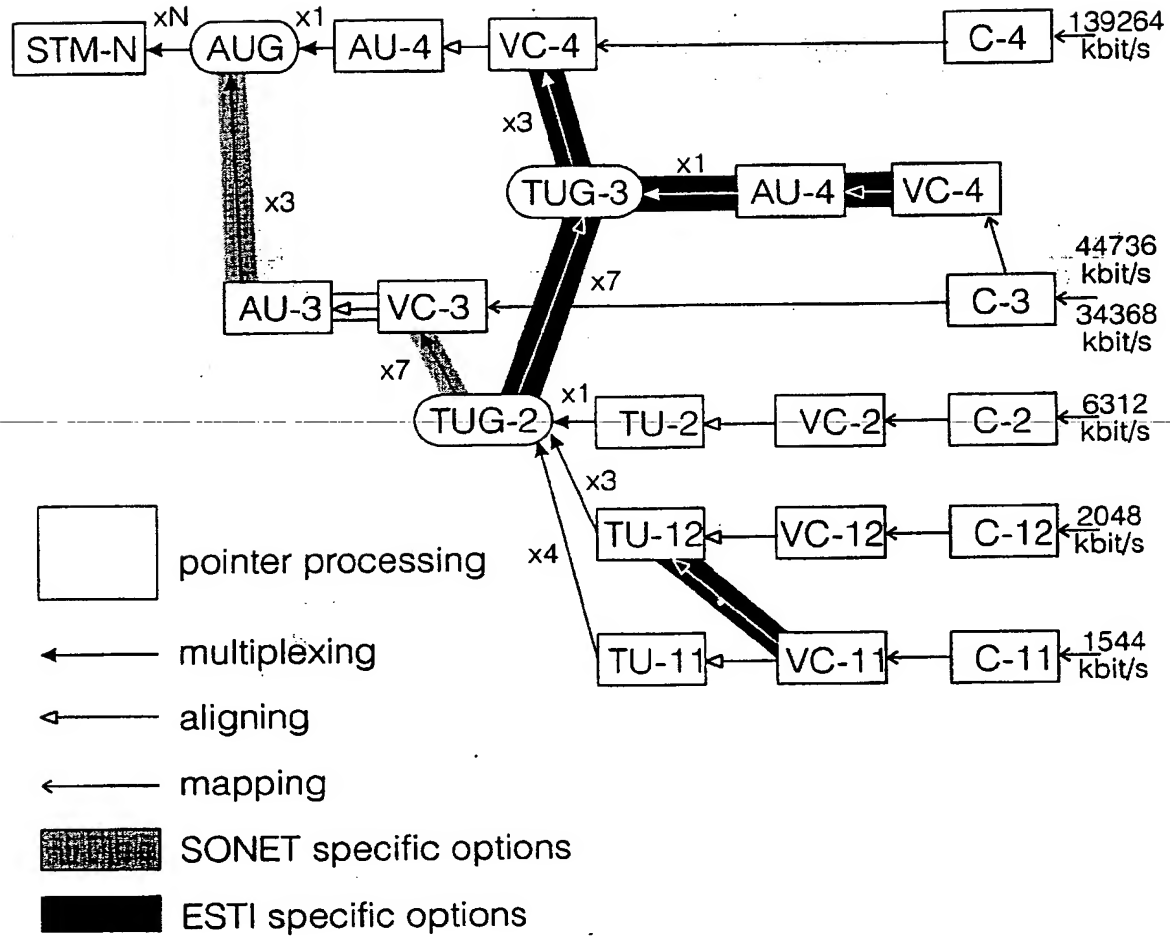 xN
x1
STM-N
AUG
AU-4
VC-4
C-4
139264
kbit/s
x3
x1
TUG-3
AU-4
VC-4
x3
x7
44736
kbit/s
AU-3
VC-3
C-3
34368
kbit/s
x7
x1
TUG-2
TU-2
VC-2
C-2
6312
kbit/s
x3
TU-12
VC-12
C-12
2048
kbit/s
x4
TU-11
VC-11
C-11
1544
kbit/s
pointer processing
multiplexing
aligning
mapping
SONET specific options
ESTI specific options